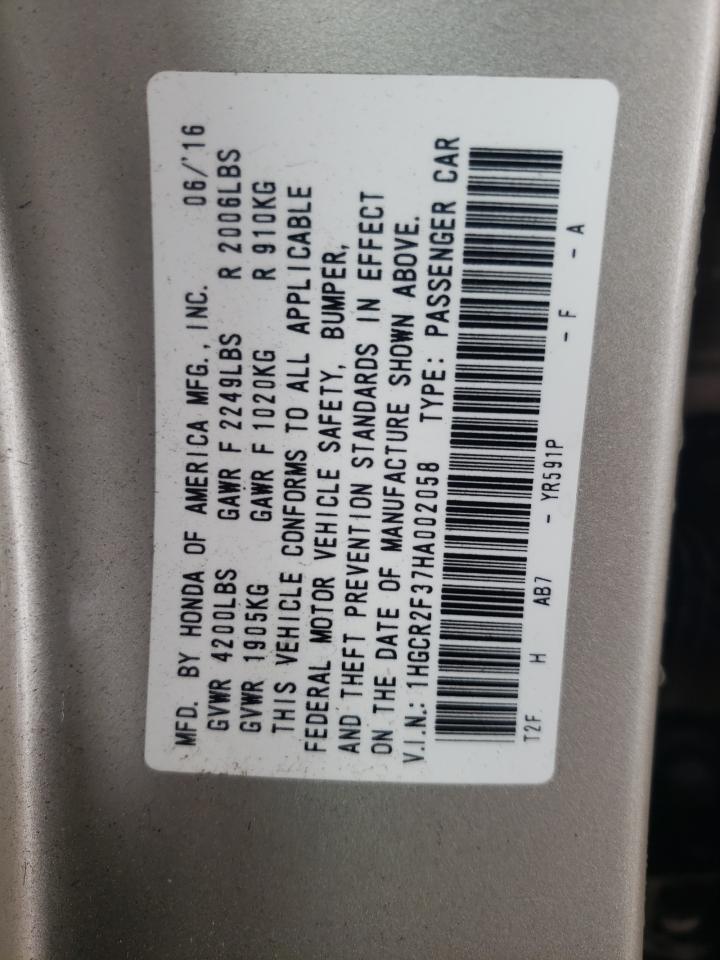 MFD. BY HONDA OF AMERICA MFG., INC. 06/'16
GVWR 4200LBS GAWR F 2249LBS R 2006LBS
GVWR 1905KG GAWR F 1020KG R 910KG
THIS VEHICLE CONFORMS TO ALL APPLICABLE
FEDERAL MOTOR VEHICLE SAFETY, BUMPER,
AND THEFT PREVENTION STANDARDS IN EFFECT
ON THE DATE OF MANUFACTURE SHOWN ABOVE.
V.I.N.: 1HGCR2F37HA002058 TYPE: PASSENGER CAR
T2F H AB7 - YR591P - F - A